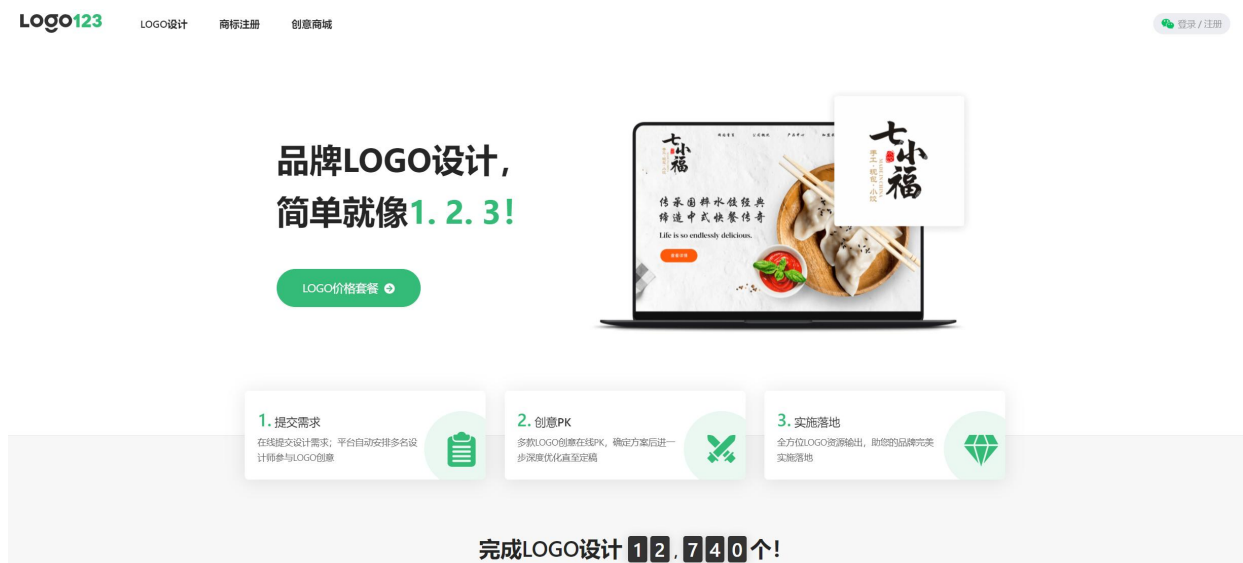 LOGO123
LOGO设计
商标注册
创意商城
登录 / 注册
品牌LOGO设计,
简单就像1. 2. 3!
LOGO价格套餐
七小福
传承国粹水饺经典
缔造中式快餐传奇
Life is so endlessly delicious.
七小福
1. 提交需求
在线提交设计需求;平台自动安排多名设
计师参与LOGO创意
2. 创意PK
多款LOGO创意在线PK,确定方案后进一
步深度优化直至定稿
3. 实施落地
全方位LOGO资源输出,助您的品牌完美
实施落地
完成LOGO设计 12,740 个!